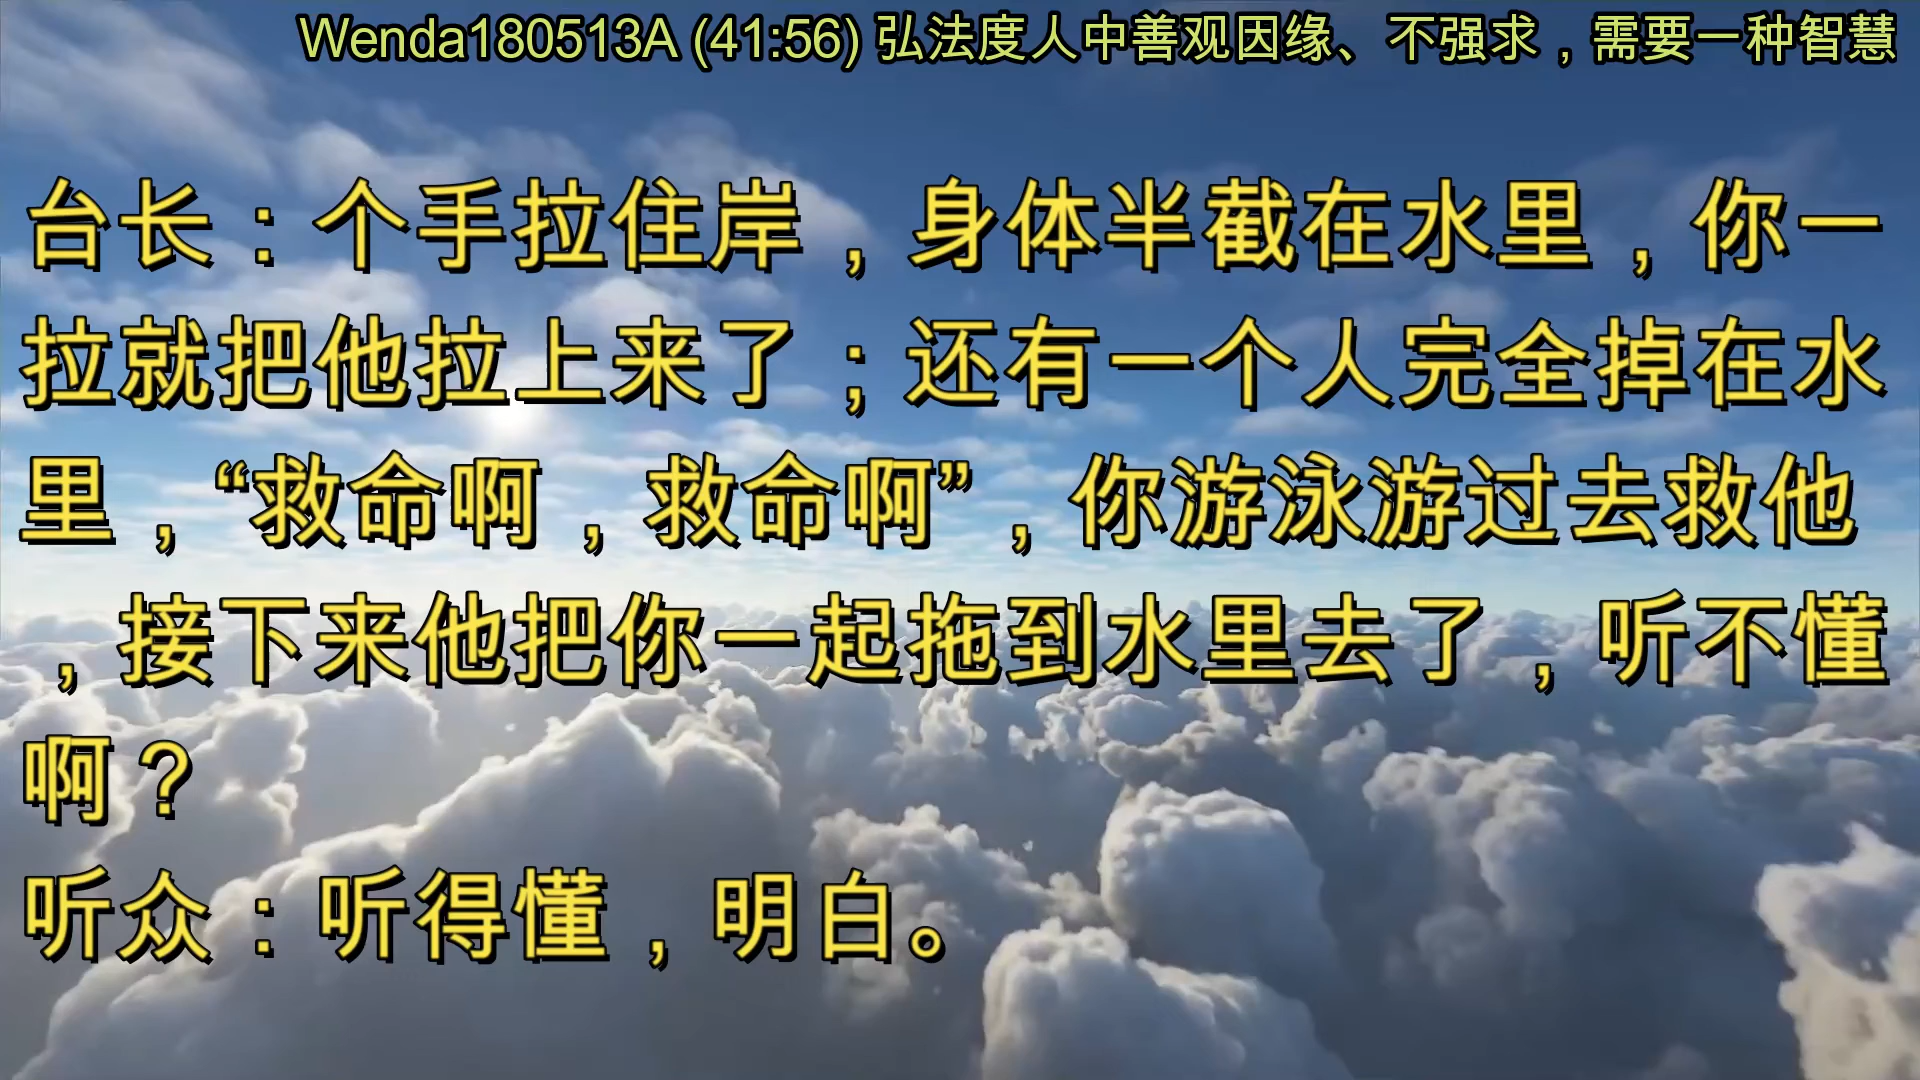 Wenda180513A (41:56) 弘法度人中善观因缘、不强求，需要一种智慧
台长：个手拉住岸，身体半截在水里，你一
拉就把他拉上来了；还有一个人完全掉在水
里，“救命啊，救命啊”，你游泳游过去救他
，接下来他把你一起拖到水里去了，听不懂
啊？
听众：听得懂，明白。